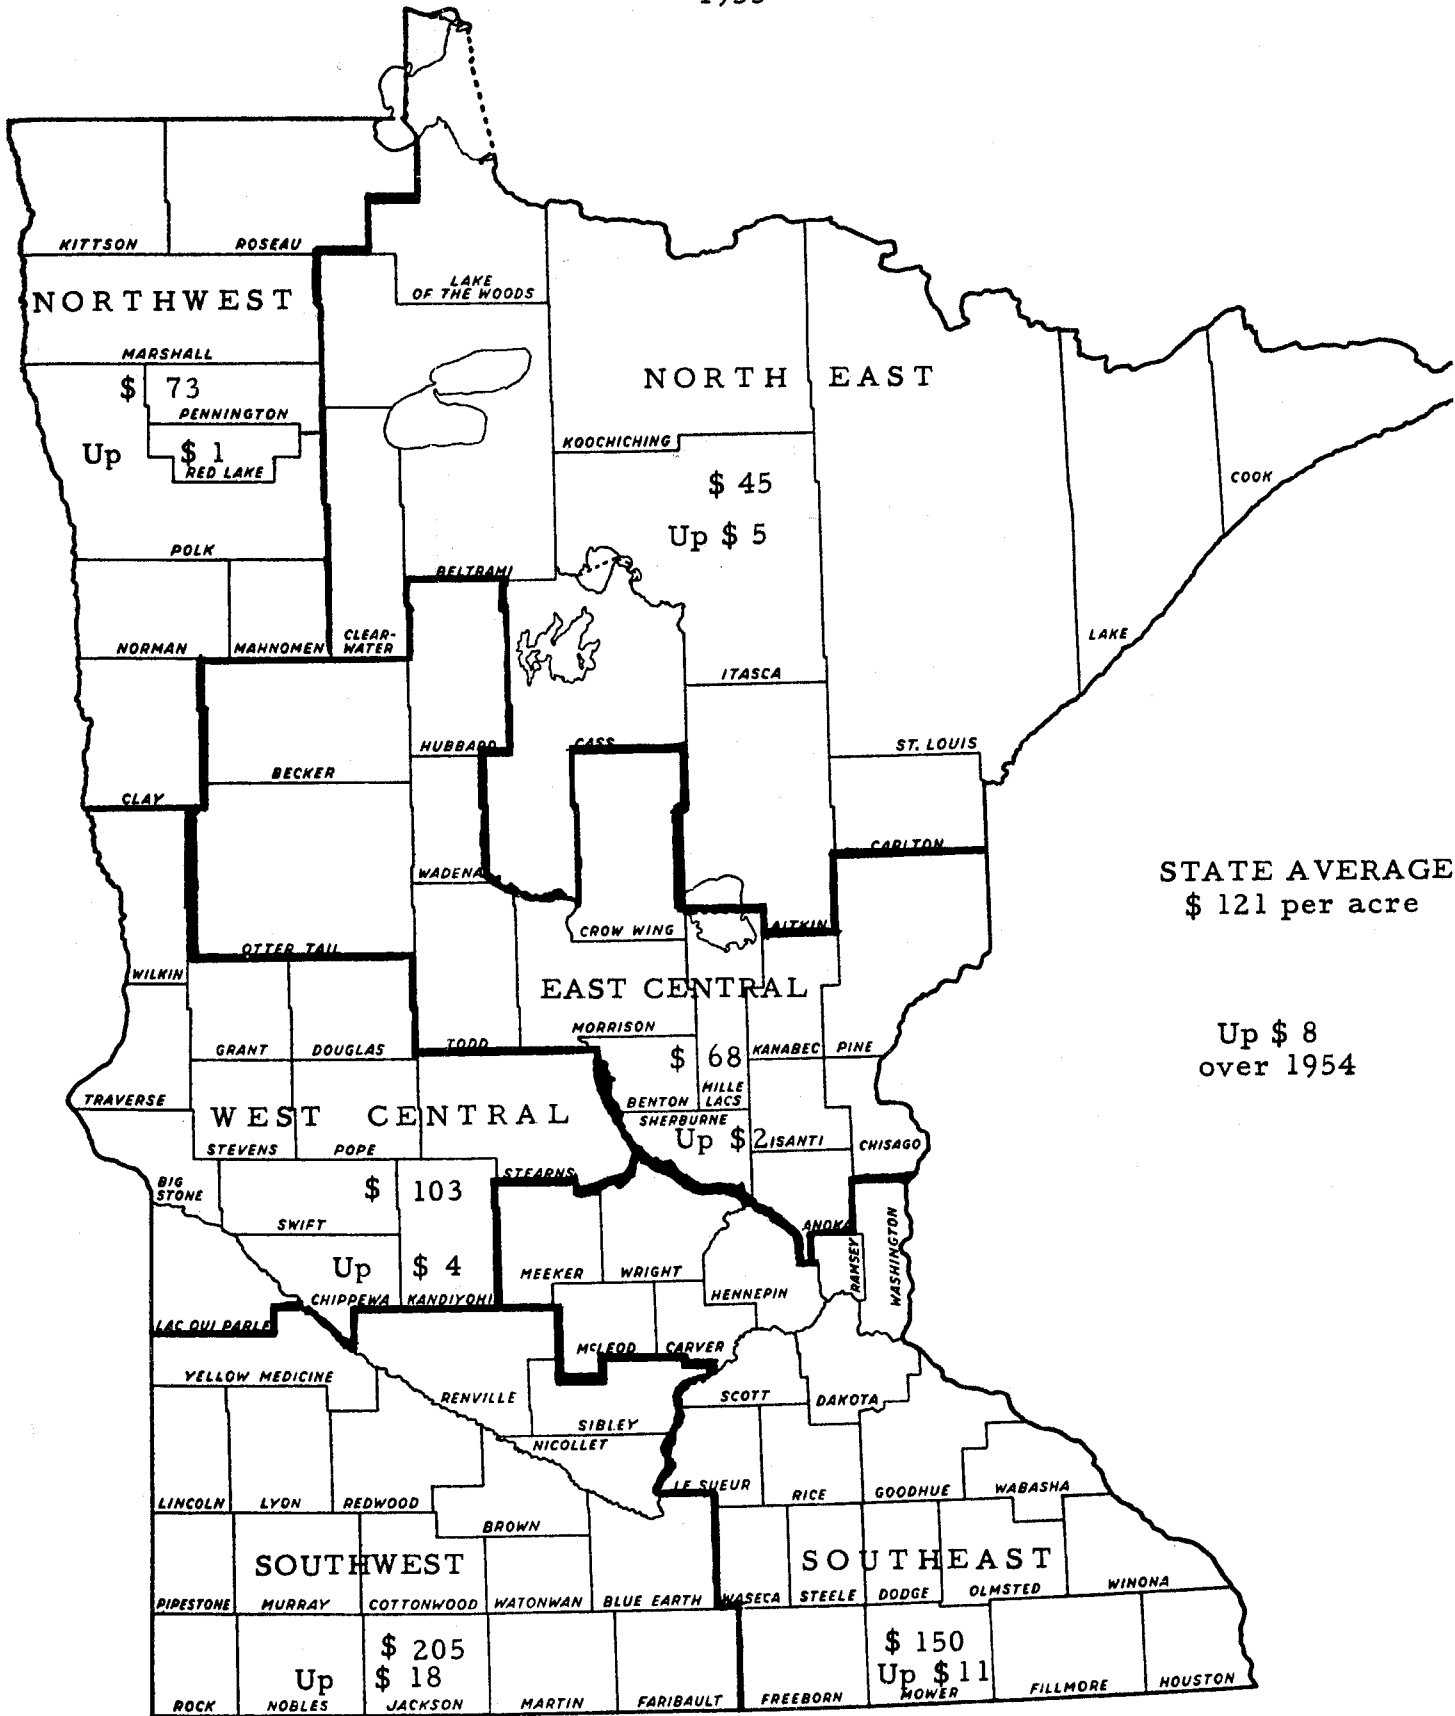 KITTSON ROSEAU
LAKE
OF THE WOODS
NORTHWEST
MARSHALL
NORTH EAST
$ 73
PENNINGTON
KOOCHICHING
Up $ 1
RED LAKE
$ 45
COOK
Up $ 5
POLK
BELTRAMI
NORMAN MAHNOMEN
CLEAR-
WATER
LAKE
ITASCA
HUBBARD CASS ST. LOUIS
BECKER
CLAY
CARLTON
WADENA
STATE AVERAGE
$ 121 per acre
CROW WING AITKIN
OTTER TAIL
WILKIN
EAST CENTRAL
MORRISON
Up $ 8
over 1954
GRANT DOUGLAS TODD
$ 68
KANABEC PINE
MILLE
LACS
TRAVERSE
BENTON
WEST CENTRAL
SHERBURNE
Up $ 2
ISANTI CHISAGO
STEVENS POPE
STEARNS
BIG
STONE
$ 103
SWIFT
ANOKA
RAMSEY
WASHINGTON
Up $ 4
MEEKER WRIGHT
HENNEPIN
CHIPPEWA KANDIYOHI
LAC QUI PARLE
McLEOD CARVER
YELLOW MEDICINE
RENVILLE
SCOTT DAKOTA
SIBLEY
NICOLLET
LE SUEUR
RICE GOODHUE WABASHA
LINCOLN LYON REDWOOD
BROWN
SOUTHWEST
SOUTHEAST
PIPESTONE MURRAY COTTONWOOD WATONWAN BLUE EARTH WASECA STEELE DODGE OLMSTED WINONA
$ 205
Up $ 18
$ 150
Up $ 11
ROCK NOBLES JACKSON MARTIN FARIBAULT FREEBORN MOWER FILLMORE HOUSTON